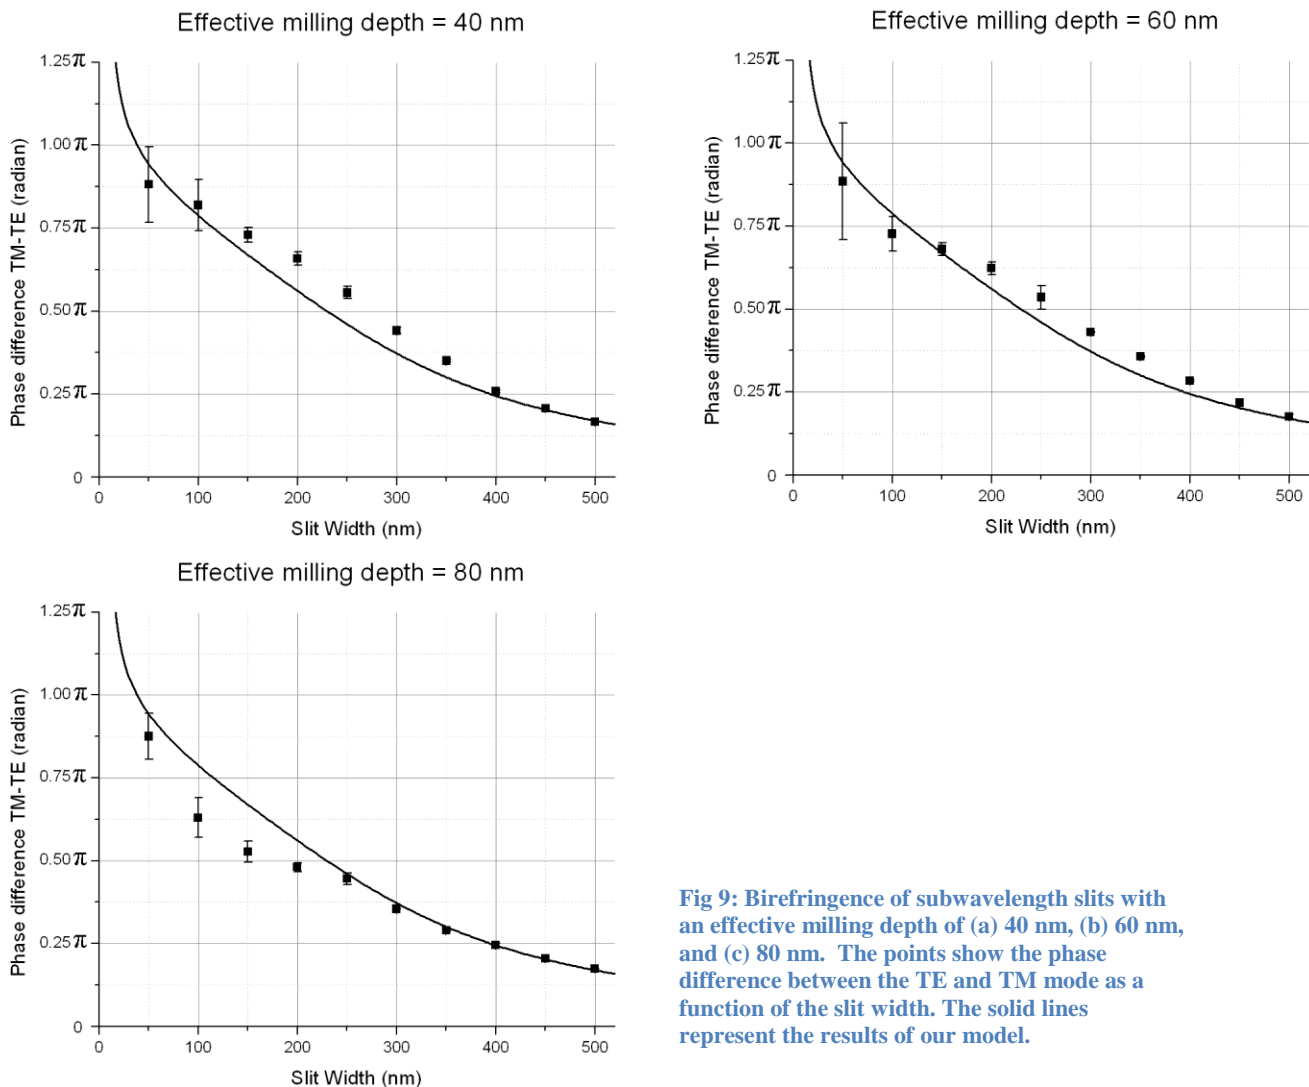 Effective milling depth = 40 nm
Phase difference TM-TE (radian)
1.25π
1.00π
0.75π
0.50π
0.25π
0
0 100 200 300 400 500
Slit Width (nm)
Effective milling depth = 60 nm
Phase difference TM-TE (radian)
1.25π
1.00π
0.75π
0.50π
0.25π
0
0 100 200 300 400 500
Slit Width (nm)
Effective milling depth = 80 nm
Phase difference TM-TE (radian)
1.25π
1.00π
0.75π
0.50π
0.25π
0
0 100 200 300 400 500
Slit Width (nm)
Fig 9: Birefringence of subwavelength slits with
an effective milling depth of (a) 40 nm, (b) 60 nm,
and (c) 80 nm. The points show the phase
difference between the TE and TM mode as a
function of the slit width. The solid lines
represent the results of our model.